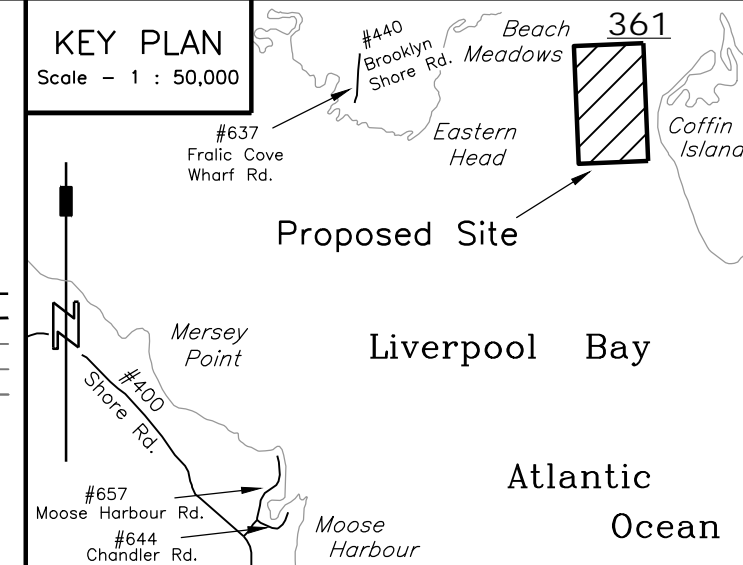 KEY PLAN
Scale - 1 : 50,000
#440
Brooklyn
Shore Rd.
Beach
Meadows
361
#637
Fralic Cove
Wharf Rd.
Eastern
Head
Coffin
Island
Proposed Site
Mersey
Point
Liverpool Bay
#400
Shore Rd.
Atlantic
Ocean
#657
Moose Harbour Rd.
#644
Chandler Rd.
Moose
Harbour